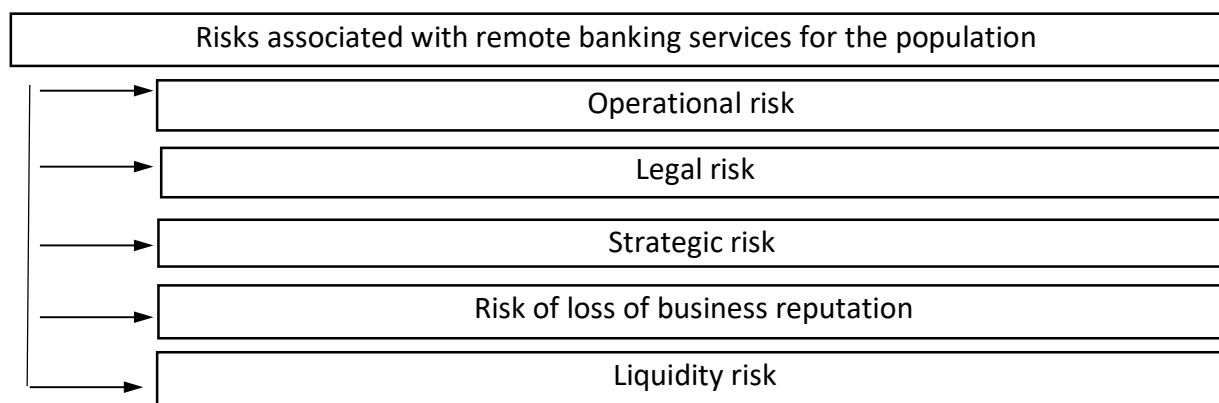 Risks associated with remote banking services for the population
Operational risk
Legal risk
Strategic risk
Risk of loss of business reputation
Liquidity risk